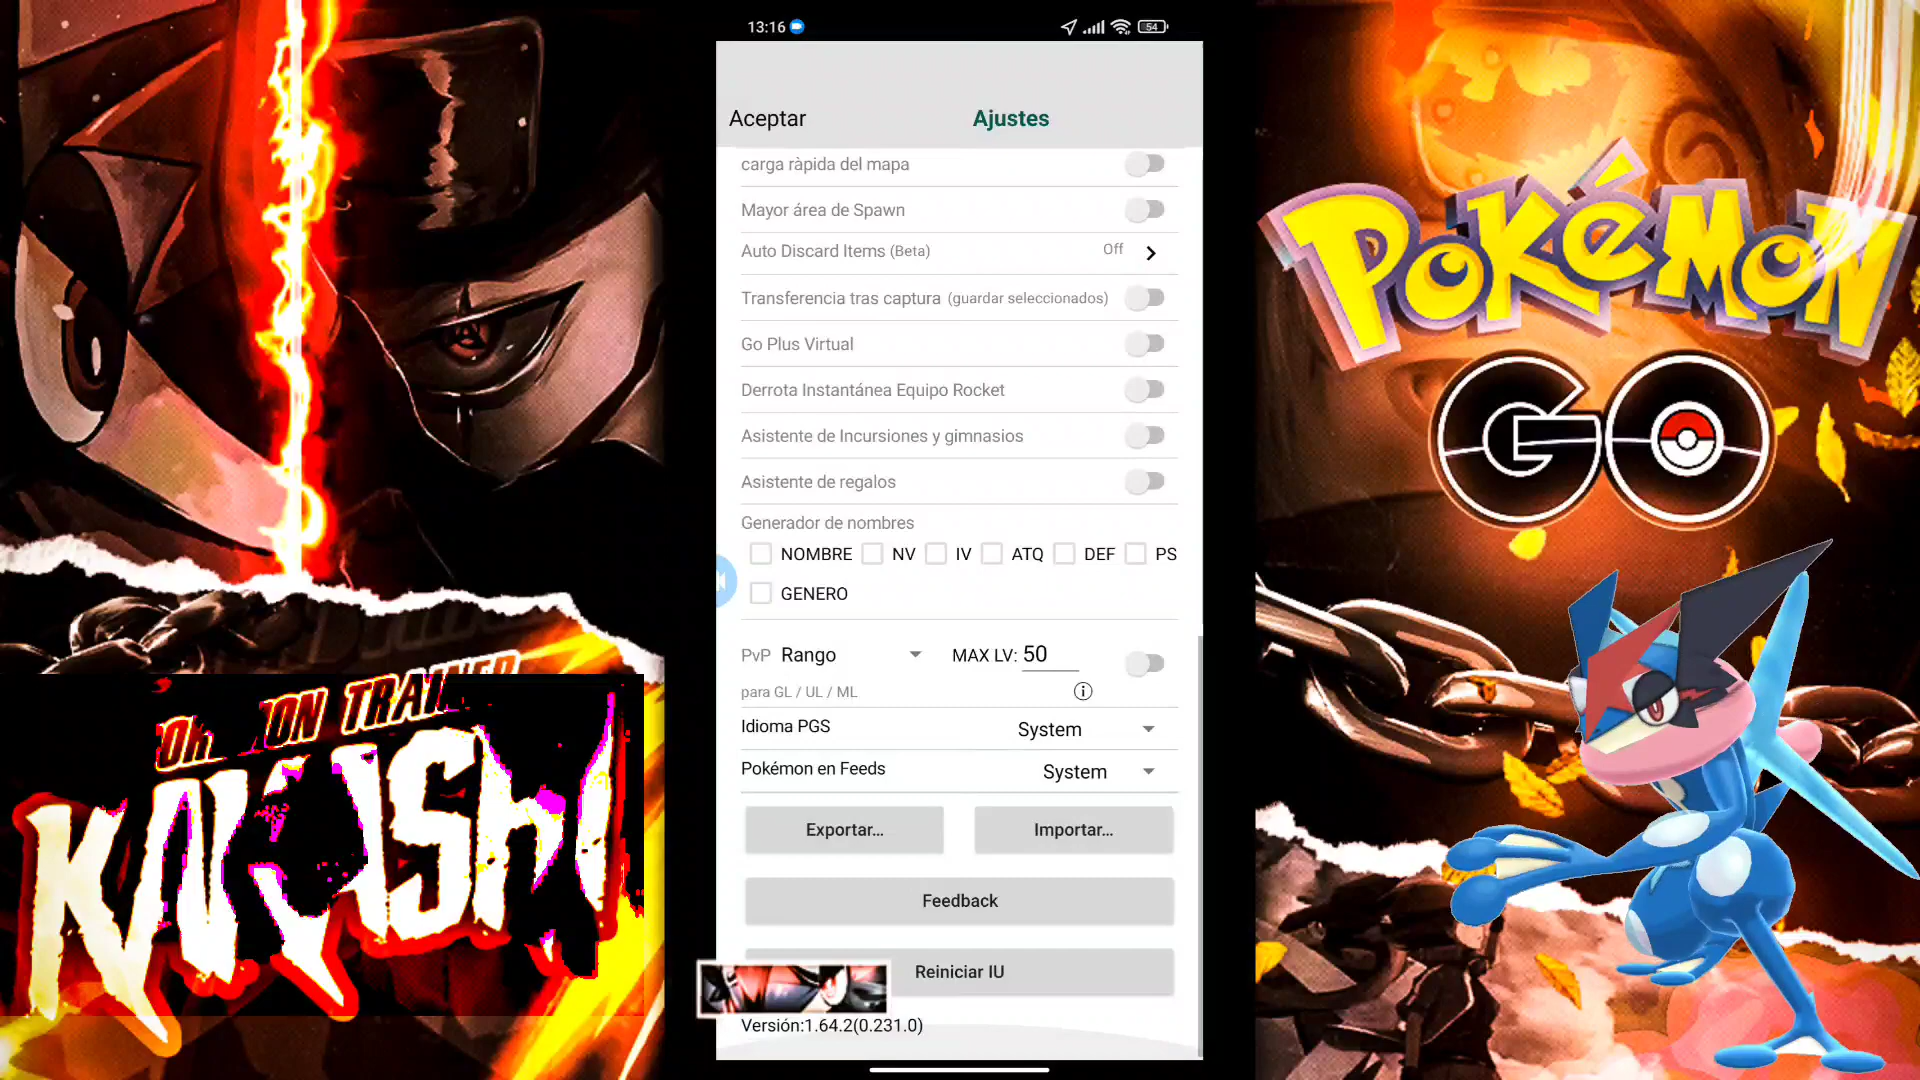 13:16
54
Aceptar
Ajustes
carga ràpida del mapa
Mayor área de Spawn
Auto Discard Items (Beta)
Off
Transferencia tras captura (guardar seleccionados)
Go Plus Virtual
Derrota Instantánea Equipo Rocket
Asistente de Incursiones y gimnasios
Asistente de regalos
Generador de nombres
NOMBRE NV IV ATQ DEF PS
GENERO
PvP Rango MAX LV: 50
para GL / UL / ML
Idioma PGS System
Pokémon en Feeds System
Exportar... Importar...
Feedback
Reiniciar IU
Versión:1.64.2(0.231.0)
POKéMON
GO